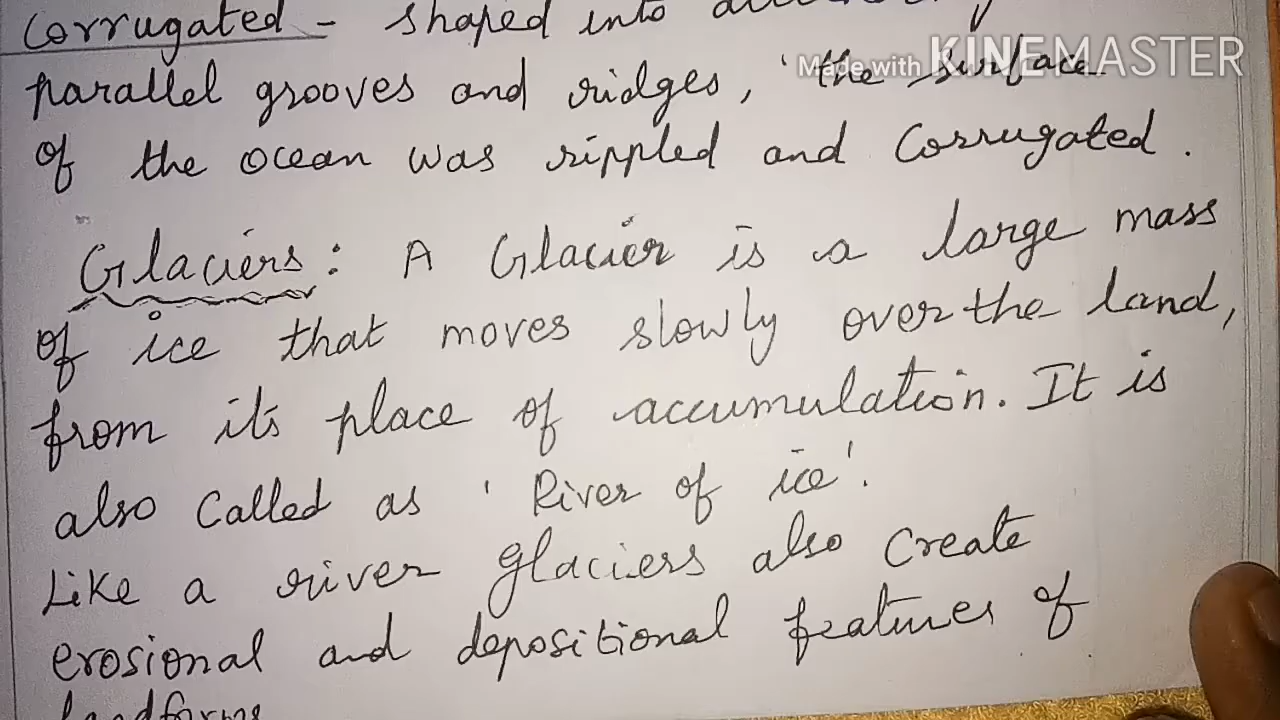 Corrugated - shaped into
parallel grooves and ridges, 'the surface
Made with KINEMASTER
of the ocean was rippled and Corrugated.
Glaciers: A Glacier is a large mass
of ice that moves slowly over the land,
from its place of accumulation. It is
also called as 'River of ice'.
Like a river glaciers also create
erosional and depositional features of
landforms